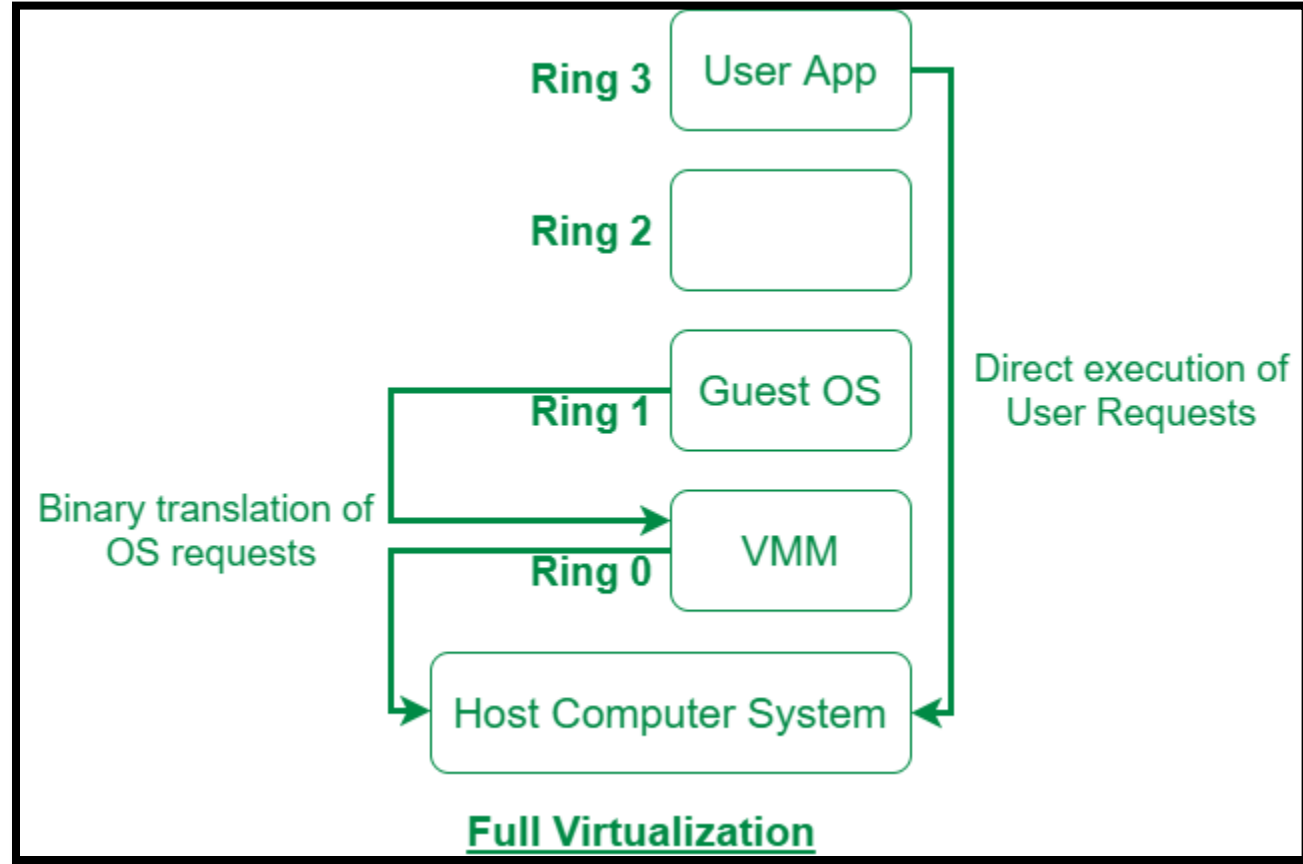 Ring 3
User App
Ring 2
Guest OS
Ring 1
Direct execution of
User Requests
Binary translation of
OS requests
VMM
Ring 0
Host Computer System
Full Virtualization